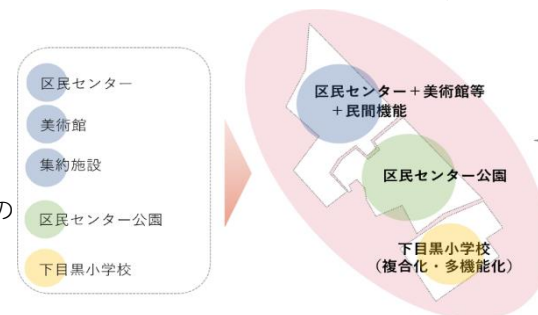 区民センター
美術館
集約施設
の
区民センター公園
下目黒小学校
区民センター＋美術館等
＋民間機能
区民センター公園
下目黒小学校
（複合化・多機能化）